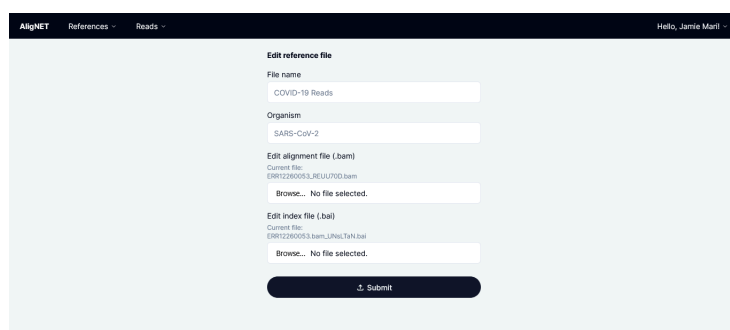 AligNET References Reads Hello, Jamie Mari!
Edit reference file
File name
COVID-19 Reads
Organism
SARS-CoV-2
Edit alignment file (.bam)
Current file:
ERR12260053_REUU70D.bam
Browse... No file selected.
Edit index file (.bai)
Current file:
ERR12260053.bam_UNsLTaN.bai
Browse... No file selected.
Submit